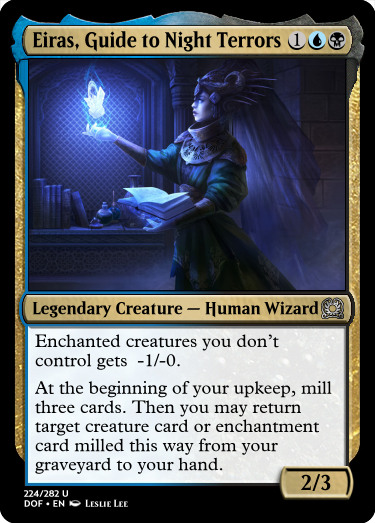 Eiras, Guide to Night Terrors 1
Legendary Creature — Human Wizard
Enchanted creatures you don’t
control gets -1/-0.
At the beginning of your upkeep, mill
three cards. Then you may return
target creature card or enchantment
card milled this way from your
graveyard to your hand.
2/3
224/282 U
DOF • EN Leslie Lee